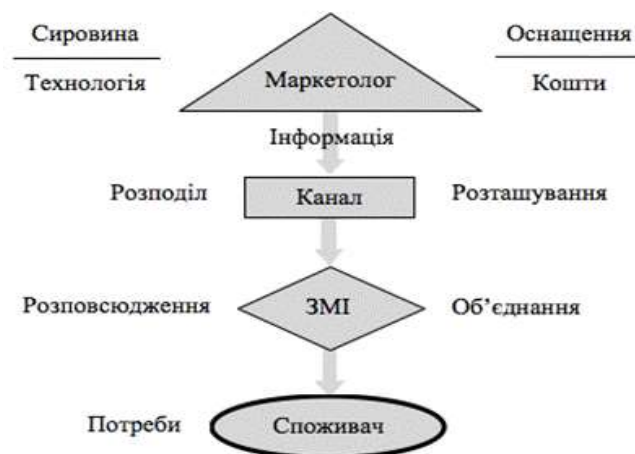 Сировина
Оснащення
Технологія
Маркетолог
Кошти
Інформація
Розподіл
Канал
Розташування
Розповсюдження
ЗМІ
Об’єднання
Потреби
Споживач